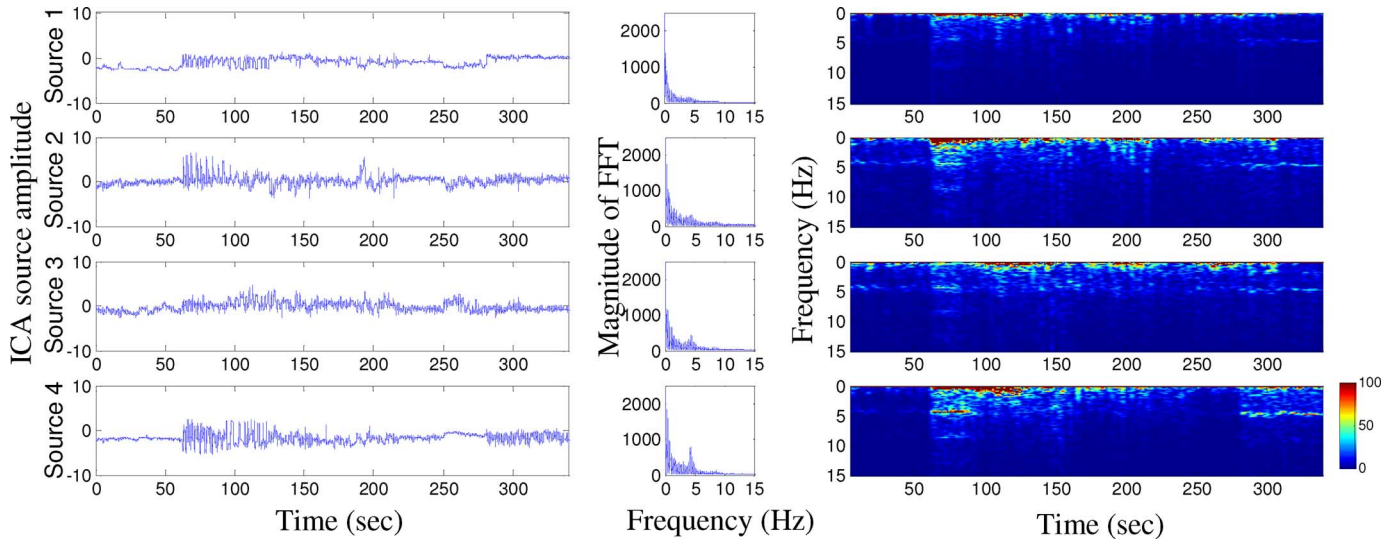 ICA source amplitude
Source 1
10
0
-10
0 50 100 150 200 250 300
Source 2
10
0
-10
0 50 100 150 200 250 300
Source 3
10
0
-10
0 50 100 150 200 250 300
Source 4
10
0
-10
0 50 100 150 200 250 300
Time (sec)
Magnitude of FFT
2000
1000
0
0 5 10 15
2000
1000
0
0 5 10 15
2000
1000
0
0 5 10 15
2000
1000
0
0 5 10 15
Frequency (Hz)
Frequency (Hz)
0
5
10
15
50 100 150 200 250 300
0
5
10
15
50 100 150 200 250 300
0
5
10
15
50 100 150 200 250 300
0
5
10
15
50 100 150 200 250 300
Time (sec)
100
50
0